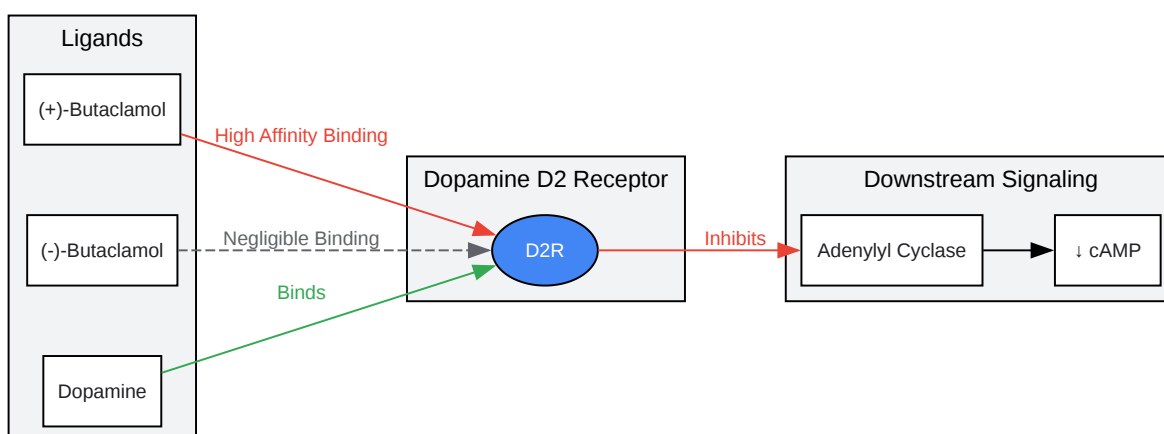 Ligands
(+)-Butaclamol
High Affinity Binding
Dopamine D2 Receptor
Downstream Signaling
(-)-Butaclamol
Negligible Binding
D2R
Inhibits
Adenylyl Cyclase
↓ cAMP
Binds
Dopamine